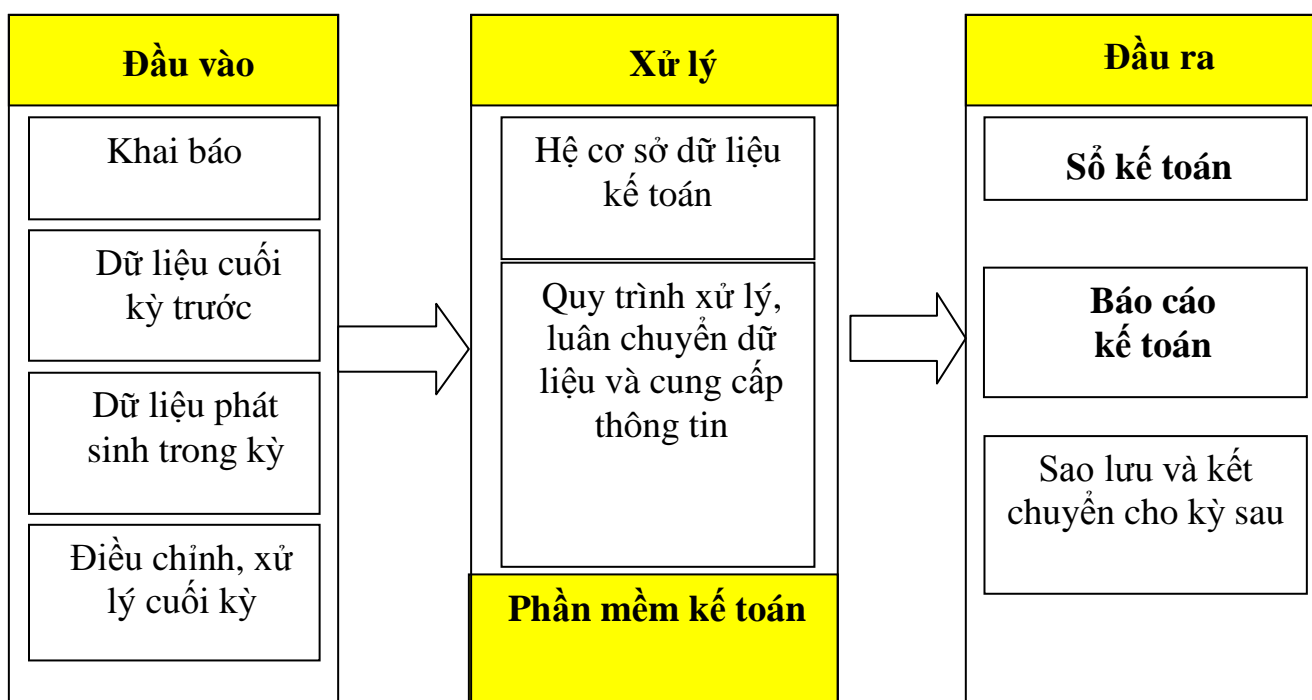 Đầu vào
Khai báo
Dữ liệu cuối
kỳ trước
Dữ liệu phát
sinh trong kỳ
Điều chỉnh, xử
lý cuối kỳ
Xử lý
Hệ cơ sở dữ liệu
kế toán
Quy trình xử lý,
luân chuyển dữ
liệu và cung cấp
thông tin
Phần mềm kế toán
Đầu ra
Sổ kế toán
Báo cáo
kế toán
Sao lưu và kết
chuyển cho kỳ sau